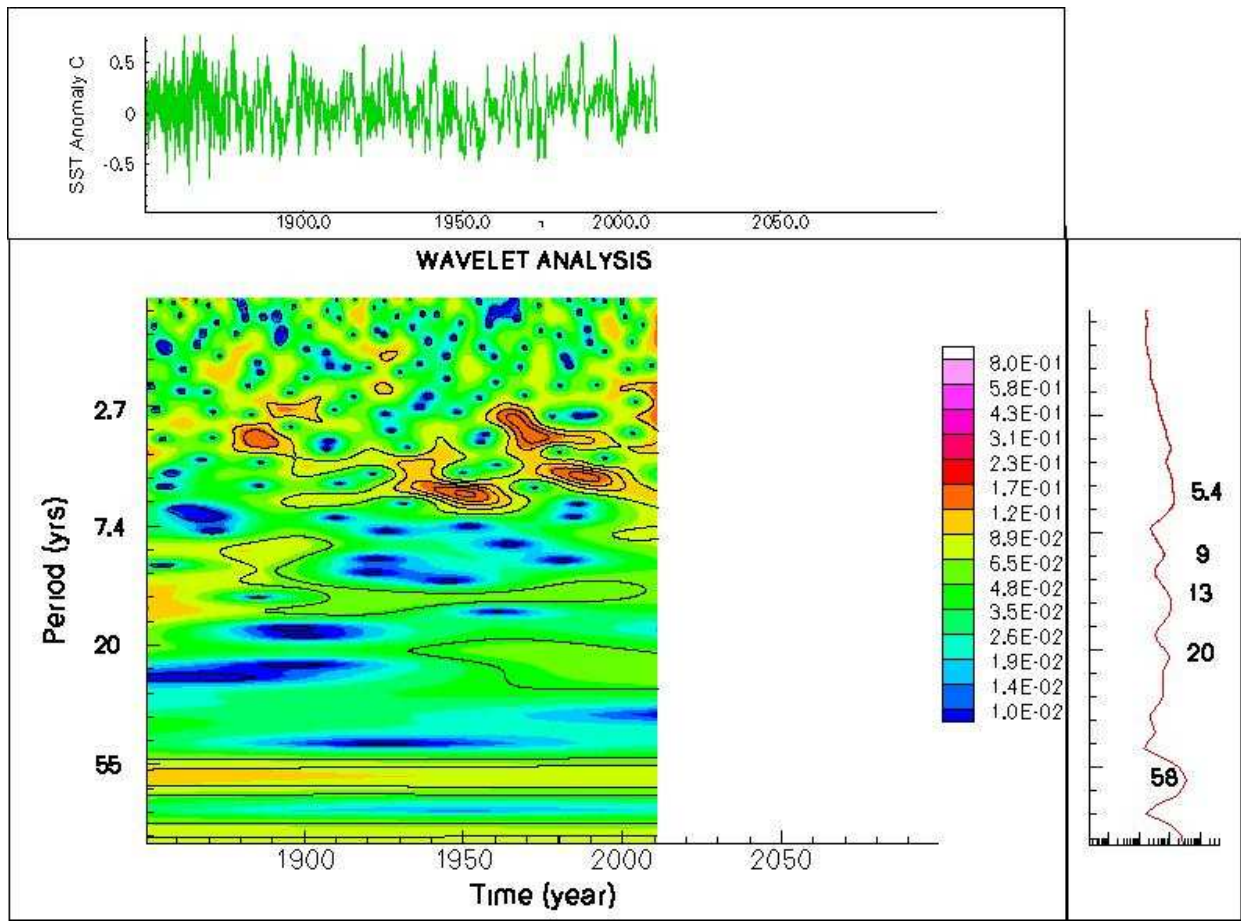 SST Anomaly C
0.5
0
-0.5
1900.0
1950.0
2000.0
2050.0
WAVELET ANALYSIS
Period (yrs)
2.7
7.4
20
55
1900
1950
2000
2050
Time (year)
8.0E-01
5.8E-01
4.3E-01
3.1E-01
2.3E-01
1.7E-01
1.2E-01
8.9E-02
6.5E-02
4.8E-02
3.5E-02
2.6E-02
1.9E-02
1.4E-02
1.0E-02
5.4
9
13
20
58